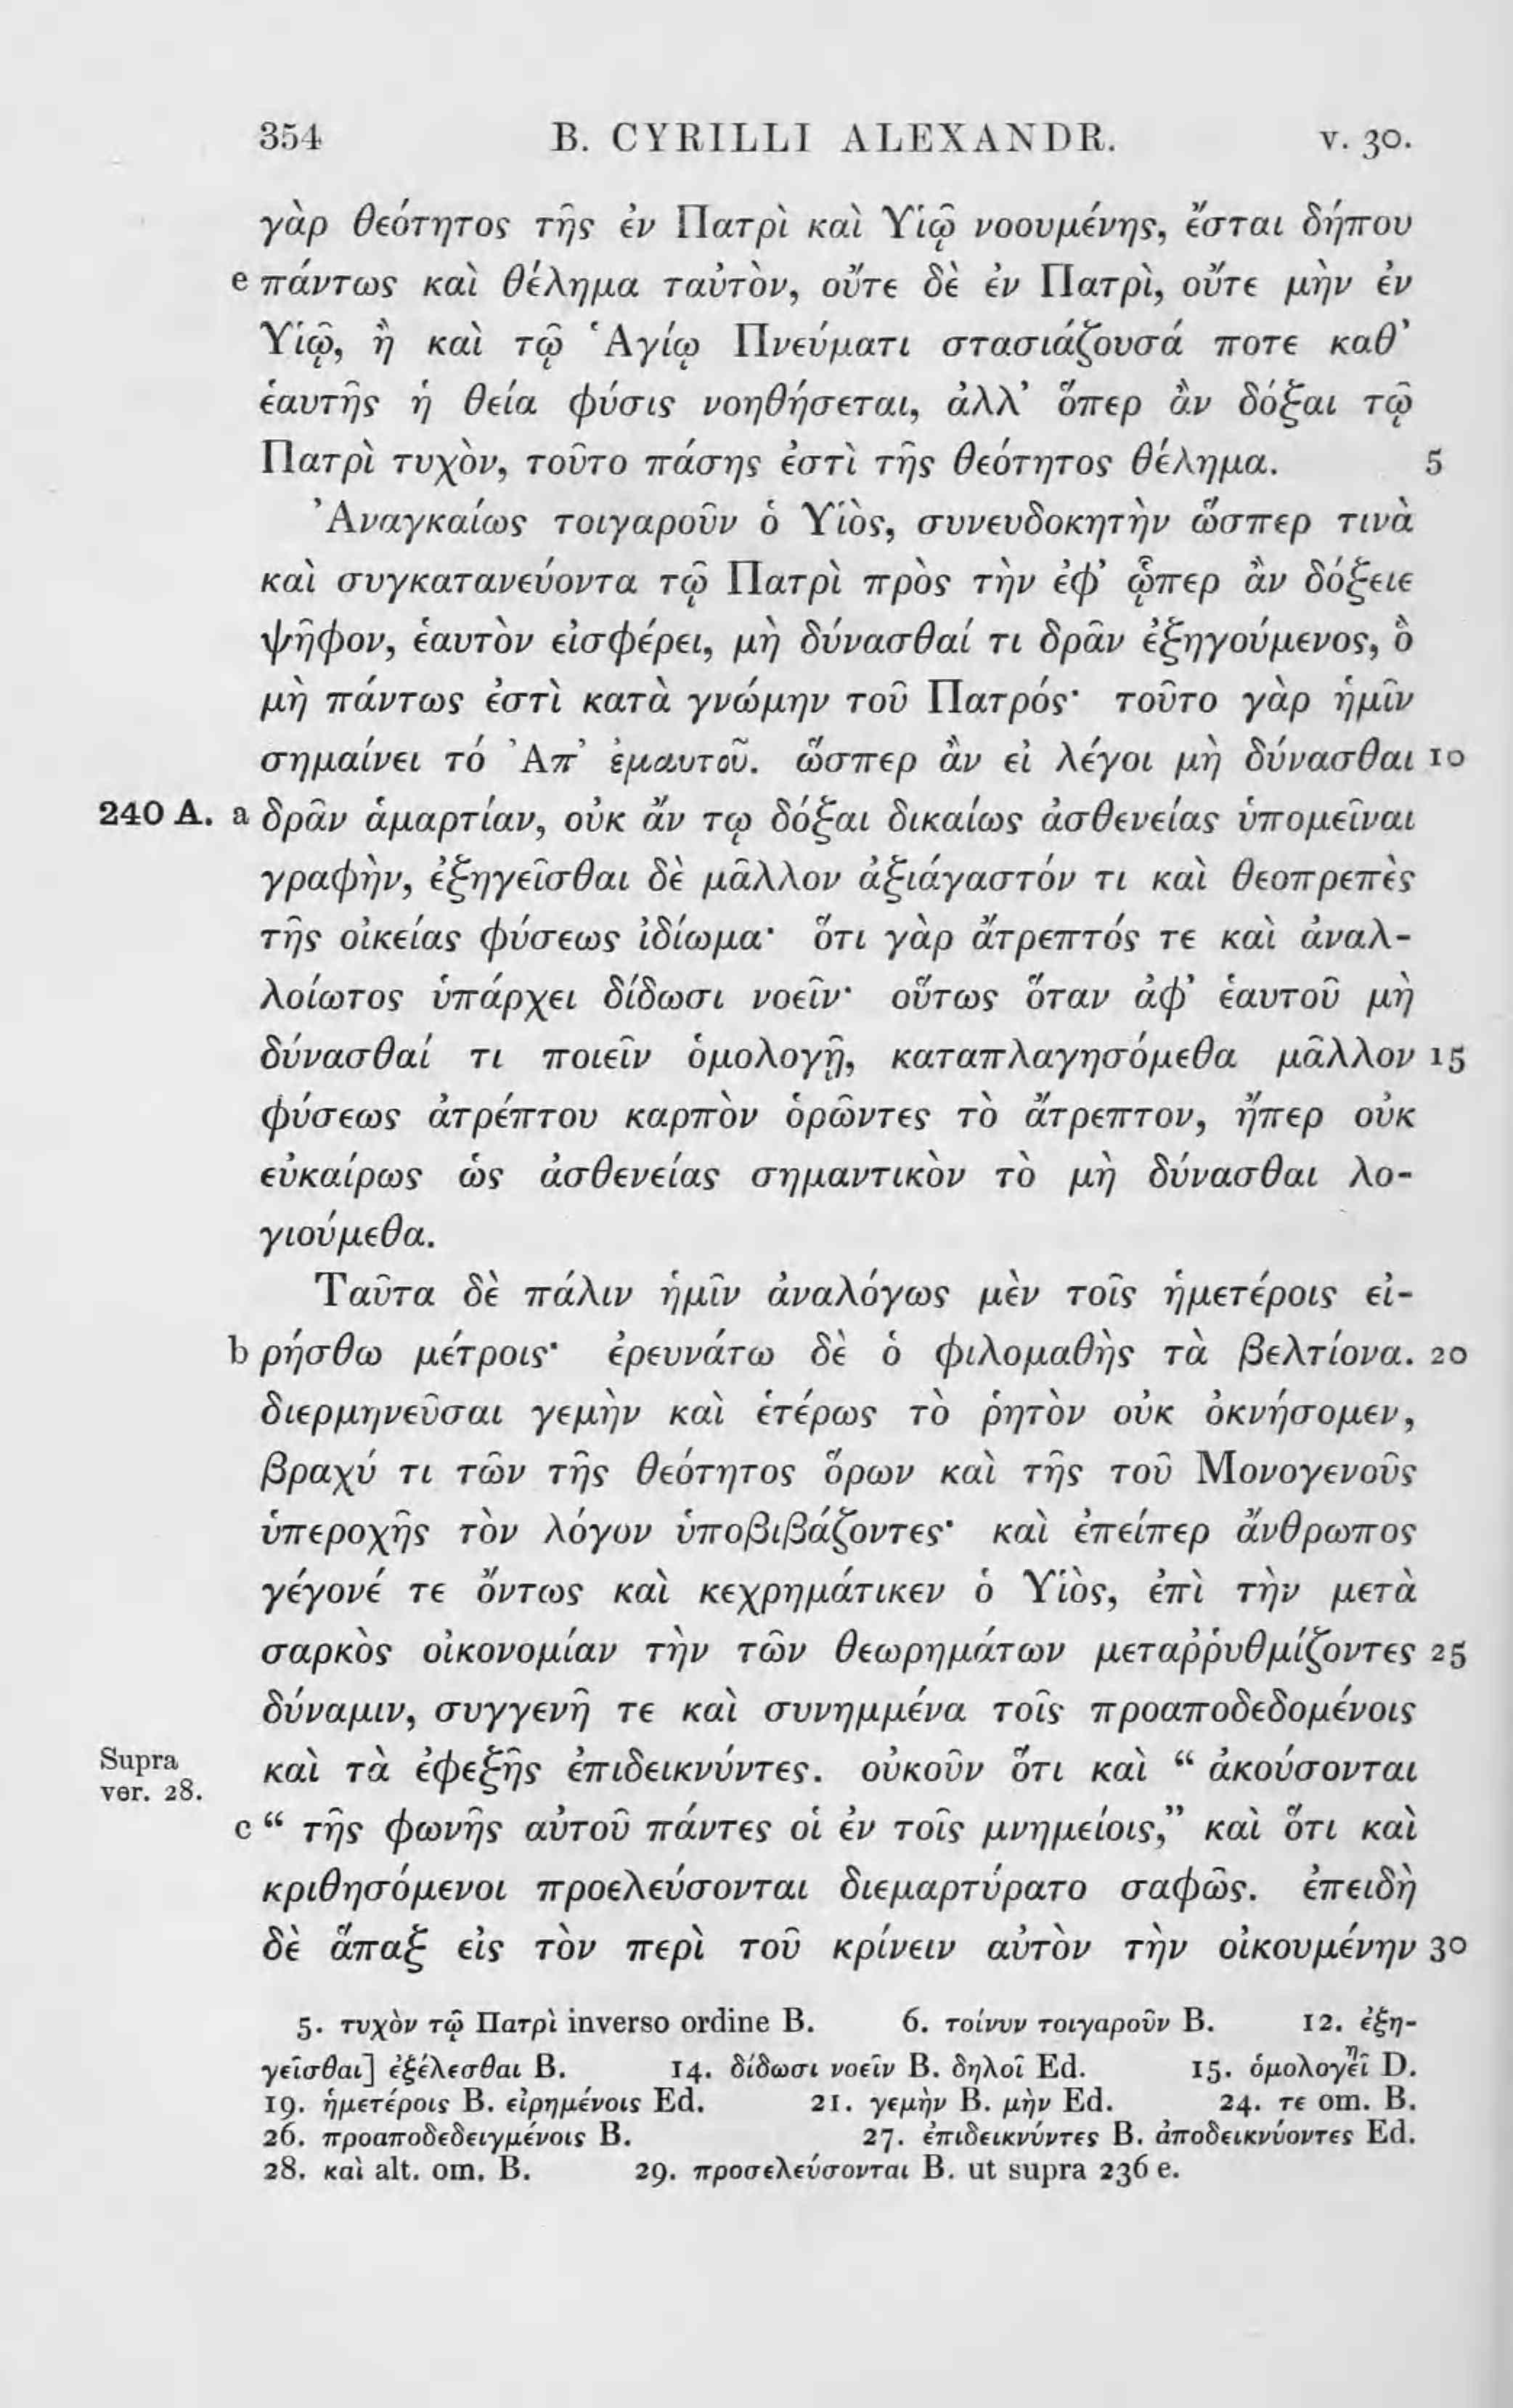 354 B. CYRILLI ALEXANDR. v. 30.
γὰρ θεότητος τῆς ἐν Πατρὶ καὶ Υἱῷ νοουμένης, ἔσται δήπου
e πάντως καὶ θέλημα ταὐτὸν, οὔτε δὲ ἐν Πατρὶ, οὔτε μὴν ἐν
Υἱῷ, ἢ καὶ τῷ Ἁγίῳ Πνεύματι στασιάζουσά ποτε καθ’
ἑαυτῆς ἡ θεία φύσις νοηθήσεται, ἀλλ’ ὅπερ ἂν δόξαι τῷ
Πατρὶ τυχὸν, τοῦτο πάσης ἐστὶ τῆς θεότητος θέλημα. 5
Ἀναγκαίως τοιγαροῦν ὁ Υἱὸς, συνευδοκητὴν ὥσπερ τινὰ
καὶ συγκατανεύοντα τῷ Πατρὶ πρὸς τὴν ἐφ’ ᾧπερ ἂν δόξειε
ψῆφον, ἑαυτὸν εἰσφέρει, μὴ δύνασθαί τι δρᾶν ἐξηγούμενος, ὃ
μὴ πάντως ἐστὶ κατὰ γνώμην τοῦ Πατρός· τοῦτο γὰρ ἡμῖν
σημαίνει τό Ἀπ’ ἐμαυτοῦ. ὥσπερ ἂν εἰ λέγοι μὴ δύνασθαι 10
240 A. a δρᾶν ἁμαρτίαν, οὐκ ἄν τῳ δόξαι δικαίως ἀσθενείας ὑπομεῖναι
γραφὴν, ἐξηγεῖσθαι δὲ μᾶλλον ἀξιάγαστόν τι καὶ θεοπρεπὲς
τῆς οἰκείας φύσεως ἰδίωμα· ὅτι γὰρ ἄτρεπτός τε καὶ ἀναλ-
λοίωτος ὑπάρχει δίδωσι νοεῖν· οὕτως ὅταν ἀφ’ ἑαυτοῦ μὴ
δύνασθαί τι ποιεῖν ὁμολογῇ, καταπλαγησόμεθα μᾶλλον 15
φύσεως ἀτρέπτου καρπὸν ὁρῶντες τὸ ἄτρεπτον, ἤπερ οὐκ
εὐκαίρως ὡς ἀσθενείας σημαντικὸν τὸ μὴ δύνασθαι λο-
γιούμεθα.
Ταῦτα δὲ πάλιν ἡμῖν ἀναλόγως μὲν τοῖς ἡμετέροις εἰ-
b ρήσθω μέτροις· ἐρευνάτω δὲ ὁ φιλομαθὴς τὰ βελτίονα. 20
διερμηνεῦσαι γεμὴν καὶ ἑτέρως τὸ ῥητὸν οὐκ ὀκνήσομεν,
βραχύ τι τῶν τῆς θεότητος ὅρων καὶ τῆς τοῦ Μονογενοῦς
ὑπεροχῆς τὸν λόγον ὑποβιβάζοντες· καὶ ἐπείπερ ἄνθρωπος
γέγονέ τε ὄντως καὶ κεχρημάτικεν ὁ Υἱὸς, ἐπὶ τὴν μετὰ
σαρκὸς οἰκονομίαν τὴν τῶν θεωρημάτων μεταῤῥυθμίζοντες 25
δύναμιν, συγγενῆ τε καὶ συνημμένα τοῖς προαποδεδομένοις
Supra
ver. 28.
καὶ τὰ ἐφεξῆς ἐπιδεικνύντες. οὐκοῦν ὅτι καὶ “ ἀκούσονται
c “ τῆς φωνῆς αὐτοῦ πάντες οἱ ἐν τοῖς μνημείοις,” καὶ ὅτι καὶ
κριθησόμενοι προελεύσονται διεμαρτύρατο σαφῶς. ἐπειδὴ
δὲ ἅπαξ εἰς τὸν περὶ τοῦ κρίνειν αὐτὸν τὴν οἰκουμένην 30
5. τυχὸν τῷ Πατρὶ inverso ordine B. 6. τοίνυν τοιγαροῦν B. 12. ἐξη-
γεῖσθαι] ἐξέλεσθαι B. 14. δίδωσι νοεῖν B. δηλοῖ Ed. 15. ὁμολογεῖῆ D.
19. ἡμετέροις B. εἰρημένοις Ed. 21. γεμὴν B. μὴν Ed. 24. τε om. B.
26. προαποδεδειγμένοις B. 27. ἐπιδεικνύντες B. ἀποδεικνύοντες Ed.
28. καὶ alt. om. B. 29. προσελεύσονται B. ut supra 236 e.